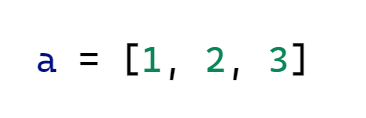 a = [1, 2, 3]